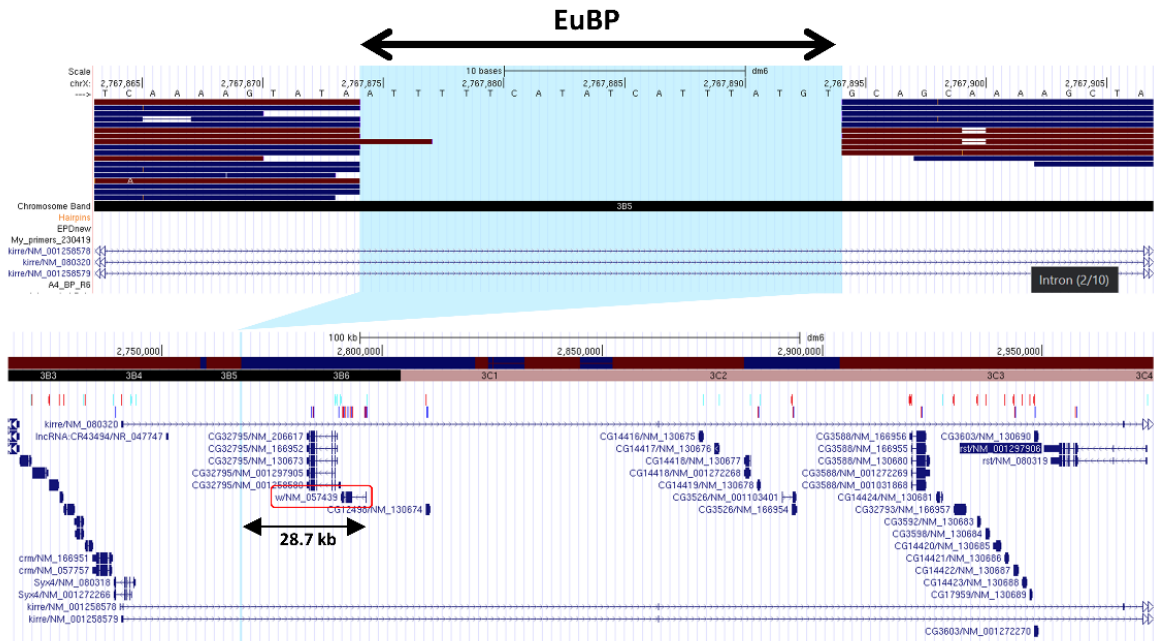 EuBP
Scale 10 bases dm6
chrX: 2,767,865 2,767,870 2,767,875 2,767,880 2,767,885 2,767,890 2,767,895 2,767,900 2,767,905
---> T C A A A A G T A T A A T T T T T C A T A T C A T T T A T G T G C A G C A A A A G C T A
A
Chromosome Band 3B5
Hairpins
EPDnew
My_primers_230419
kirre/NM_001258578
kirre/NM_080320
kirre/NM_001258579
A4_BP_R6
Intron (2/10)
100 kb dm6
2,750,000 2,800,000 2,850,000 2,900,000 2,950,000
3B3 3B4 3B5 3B6 3C1 3C2 3C3 3C4
kirre/NM_080320
lncRNA:CR43494/NR_047747 CG32795/NM_206617 CG14416/NM_130675 CG3588/NM_166956 CG3603/NM_130690
CG32795/NM_166952 CG14417/NM_130676 CG3588/NM_166955 rst/NM_001297906
CG32795/NM_130673 CG14418/NM_130677 CG3588/NM_130680 rst/NM_080319
CG32795/NM_001297905 CG14418/NM_001272268 CG3588/NM_001272269
CG32795/NM_001258580 CG14419/NM_130678 CG3588/NM_001031868
w/NM_057439 CG3526/NM_001103401 CG14424/NM_130681
CG12498/NM_130674 CG3526/NM_166954 CG32793/NM_166957
CG3592/NM_130683
28.7 kb CG3598/NM_130684
CG14420/NM_130685
crm/NM_166951 CG14421/NM_130686
crm/NM_057757 CG14422/NM_130687
Syx4/NM_080318 CG14423/NM_130688
Syx4/NM_001272266 CG17959/NM_130689
kirre/NM_001258578
kirre/NM_001258579
CG3603/NM_001272270